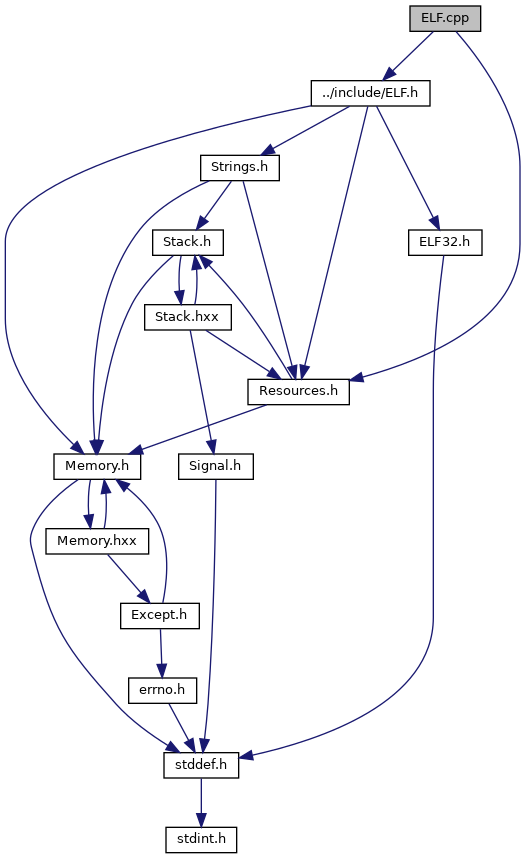 ELF.cpp
../include/ELF.h
Strings.h
Stack.h
ELF32.h
Stack.hxx
Resources.h
Memory.h
Signal.h
Memory.hxx
Except.h
errno.h
stddef.h
stdint.h